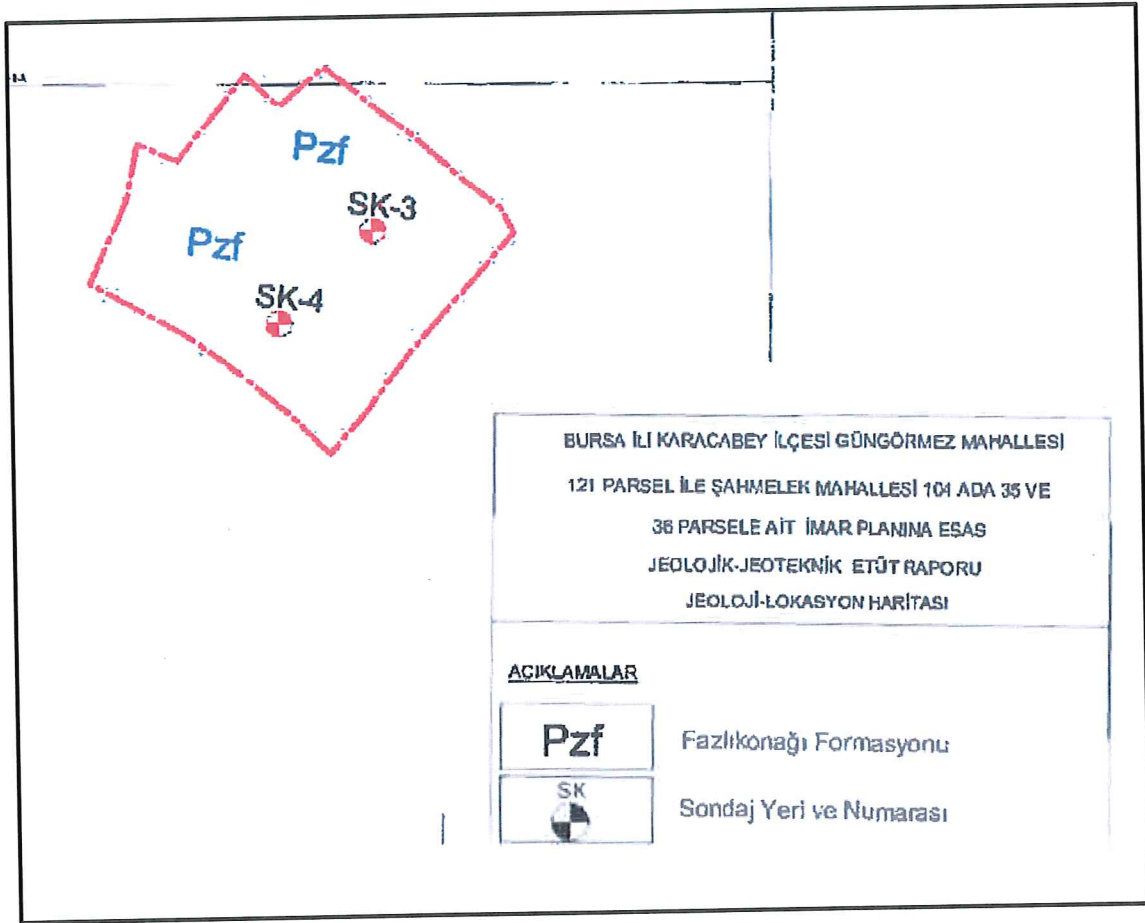 Pzf
SK-3
Pzf
SK-4
BURSA İLİ KARACABEY İLÇESİ GÜNGÖRMEZ MAHALLESİ
121 PARSEL İLE ŞAHMELEK MAHALLESİ 104 ADA 35 VE
36 PARSELE AİT İMAR PLANINA ESAS
JEOLOJİK-JEOTEKNİK ETÜT RAPORU
JEOLOJİ-LOKASYON HARİTASI
AÇIKLAMALAR
Pzf
Fazlıkonağı Formasyonu
SK
Sondaj Yeri ve Numarası